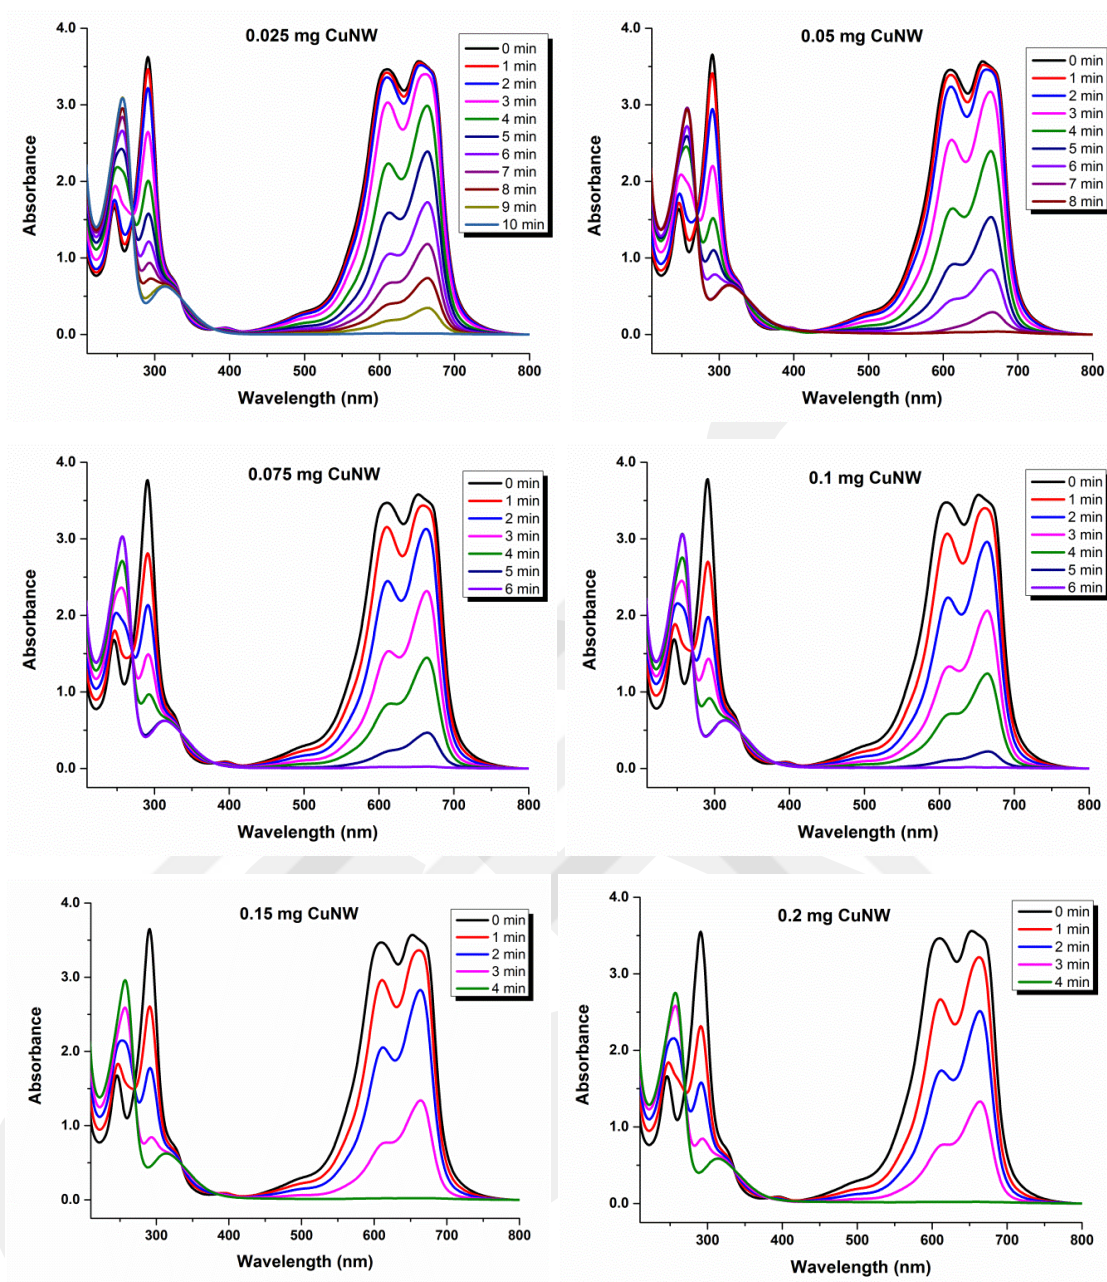 0.025 mg CuNW
4.0
3.0
2.0
1.0
0.0
Absorbance
300 400 500 600 700 800
Wavelength (nm)
0 min
1 min
2 min
3 min
4 min
5 min
6 min
7 min
8 min
9 min
10 min
0.05 mg CuNW
4.0
3.0
2.0
1.0
0.0
Absorbance
300 400 500 600 700 800
Wavelength (nm)
0 min
1 min
2 min
3 min
4 min
5 min
6 min
7 min
8 min
0.075 mg CuNW
4.0
3.0
2.0
1.0
0.0
Absorbance
300 400 500 600 700 800
Wavelength (nm)
0 min
1 min
2 min
3 min
4 min
5 min
6 min
0.1 mg CuNW
4.0
3.0
2.0
1.0
0.0
Absorbance
300 400 500 600 700 800
Wavelength (nm)
0 min
1 min
2 min
3 min
4 min
5 min
6 min
0.15 mg CuNW
4.0
3.0
2.0
1.0
0.0
Absorbance
300 400 500 600 700 800
Wavelength (nm)
0 min
1 min
2 min
3 min
4 min
0.2 mg CuNW
4.0
3.0
2.0
1.0
0.0
Absorbance
300 400 500 600 700 800
Wavelength (nm)
0 min
1 min
2 min
3 min
4 min